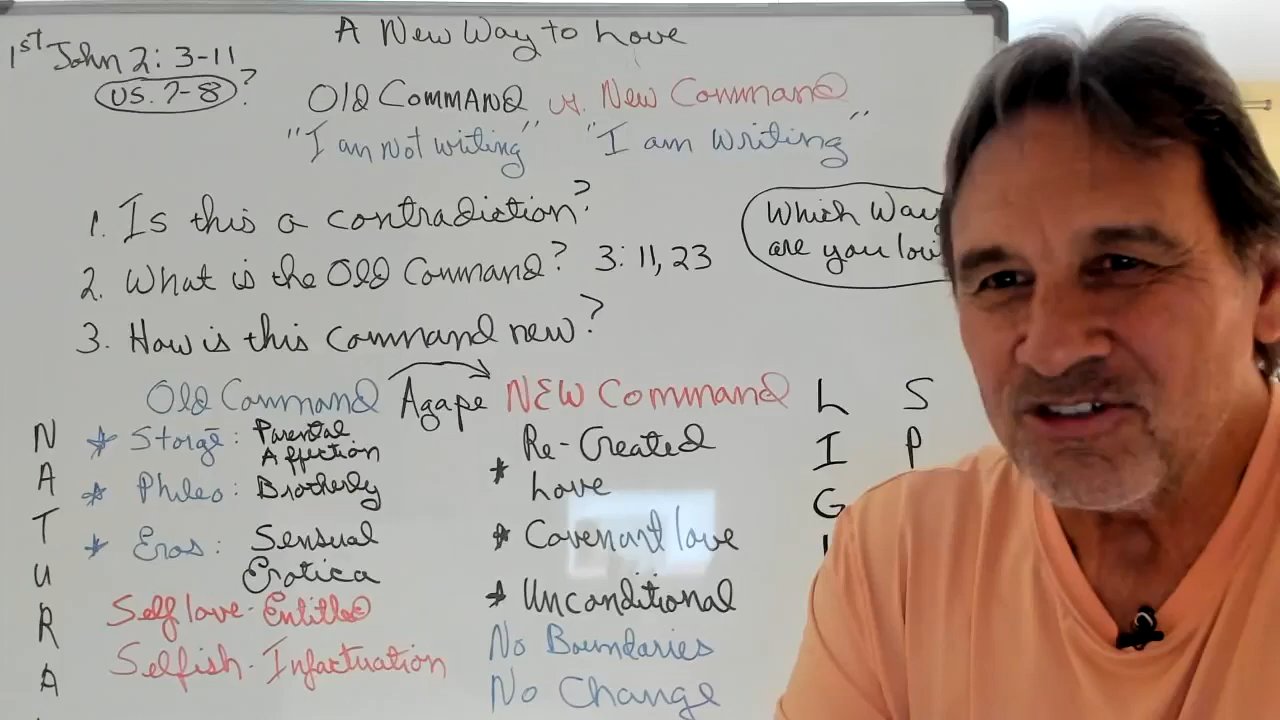 A New Way to Love
1st John 2: 3-11
vs. 7-8 ?
Old Command vs. New Command
"I am not writing" "I am writing"
1. Is this a contradiction?
2. What is the Old Command? 3: 11, 23
3. How is this command new?
Which Way
are you
Old Command Agape NEW Command
* Storgē: Parental
Affection
* Phileo: Brotherly
* Eros: Sensual
Erotica
Self love - Entitled
Selfish - Infactuation
* Re-Created
Love
* Covenant love
* Unconditional
No Boundaries
No Change
N
A
T
U
R
A
L
I
G
S
P